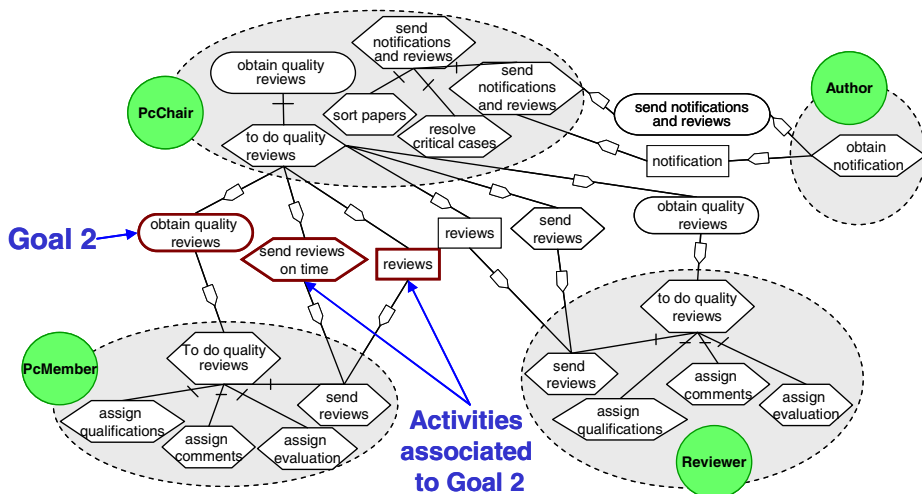 send
notifications
and reviews
obtain quality
reviews
send
notifications
and reviews
PcChair
sort papers
resolve
critical cases
to do quality
reviews
send notifications
and reviews
Author
notification
obtain
notification
Goal 2
obtain quality
reviews
send reviews
on time
reviews
reviews
send
reviews
obtain quality
reviews
to do quality
reviews
PcMember
To do quality
reviews
send
reviews
assign
qualifications
assign
comments
assign
evaluation
Activities
associated
to Goal 2
send
reviews
assign
qualifications
assign
comments
assign
evaluation
Reviewer